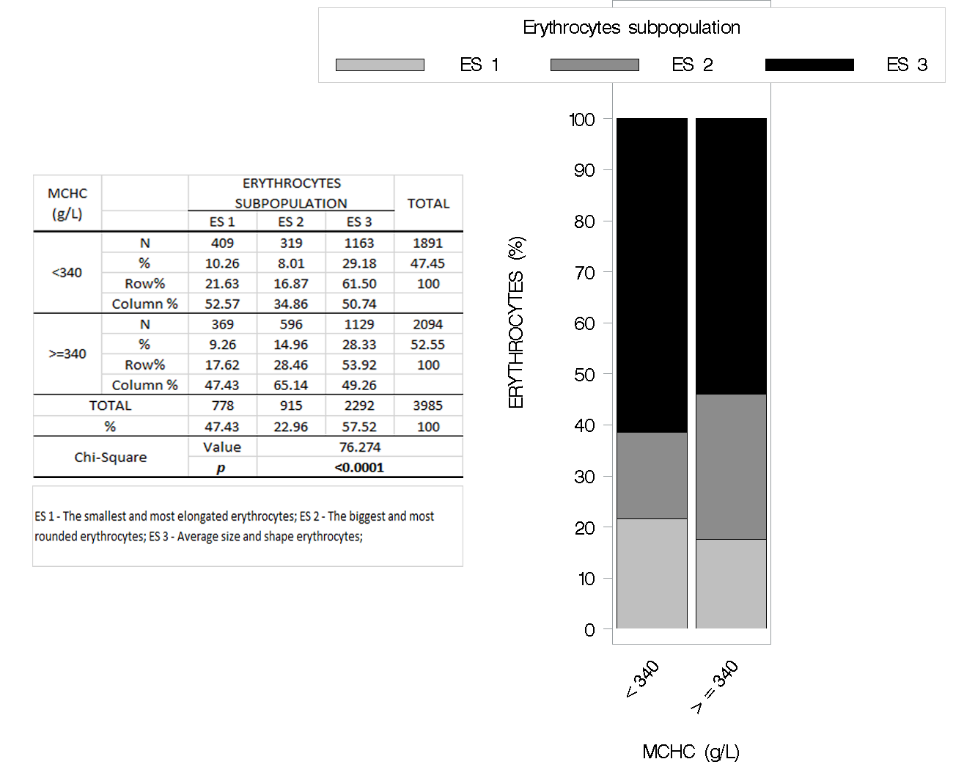 Erythrocytes subpopulation
ES 1 ES 2 ES 3
MCHC (g/L) ERYTHROCYTES SUBPOPULATION TOTAL
ES 1 ES 2 ES 3
<340 N 409 319 1163 1891
% 10.26 8.01 29.18 47.45
Row% 21.63 16.87 61.50 100
Column % 52.57 34.86 50.74
>=340 N 369 596 1129 2094
% 9.26 14.96 28.33 52.55
Row% 17.62 28.46 53.92 100
Column % 47.43 65.14 49.26
TOTAL 778 915 2292 3985
% 47.43 22.96 57.52 100
Chi-Square Value 76.274
p <0.0001
ES 1 - The smallest and most elongated erythrocytes; ES 2 - The biggest and most
rounded erythrocytes; ES 3 - Average size and shape erythrocytes;
ERYTHROCYTES (%)
100
90
80
70
60
50
40
30
20
10
0
< 340
> = 340
MCHC (g/L)